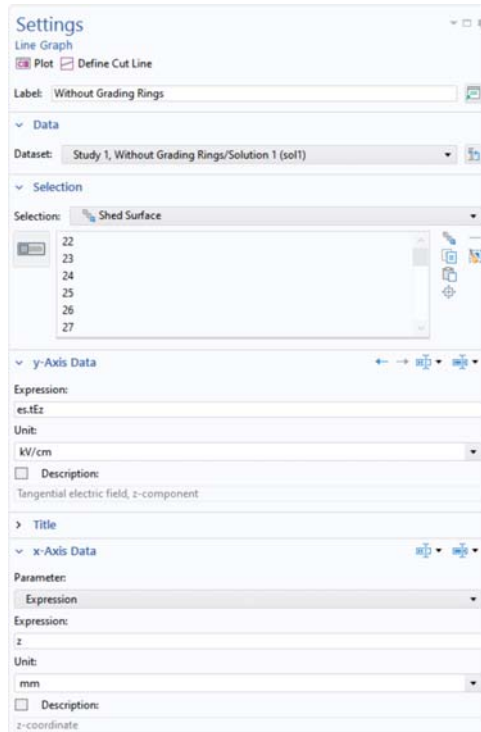 Settings
Line Graph
Plot Define Cut Line
Label: Without Grading Rings
Data
Dataset: Study 1, Without Grading Rings/Solution 1 (sol1)
Selection
Selection: Shed Surface
22
23
24
25
26
27
y-Axis Data
Expression:
es.tEz
Unit:
kV/cm
Description:
Tangential electric field, z-component
Title
x-Axis Data
Parameter:
Expression
Expression:
z
Unit:
mm
Description:
z-coordinate